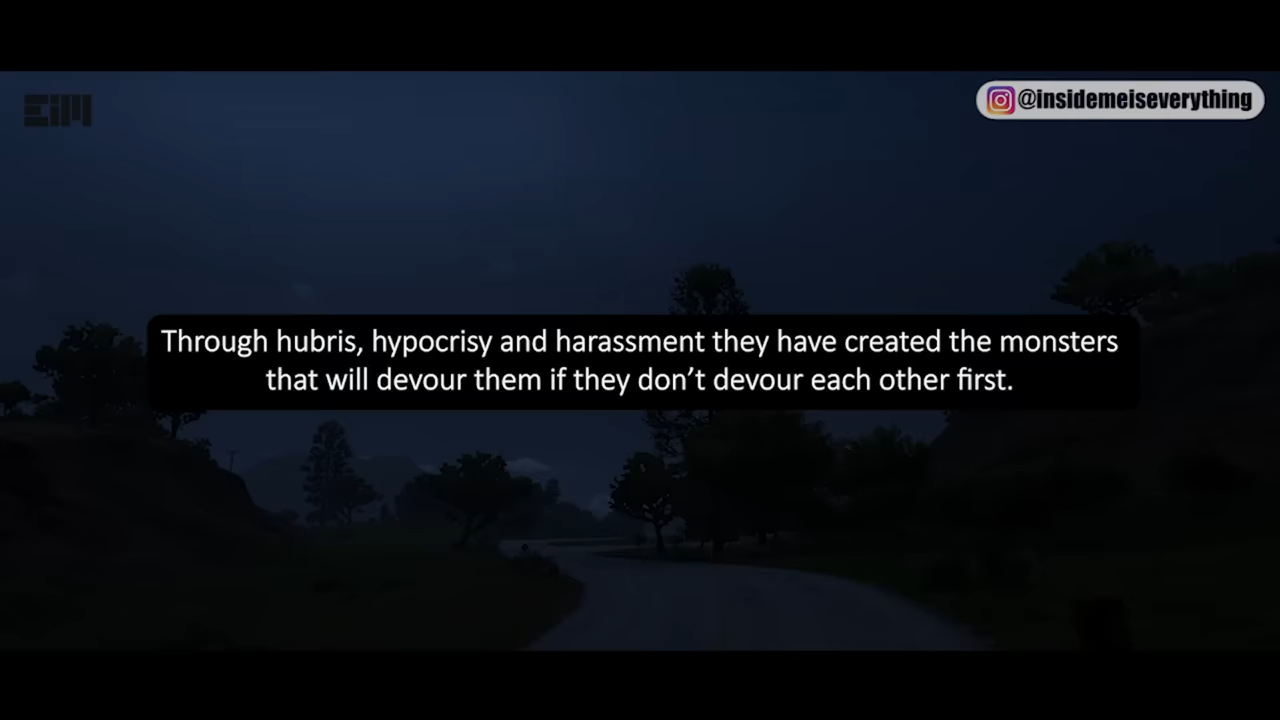 EiM
@insidemeiseverything
Through hubris, hypocrisy and harassment they have created the monsters
that will devour them if they don’t devour each other first.